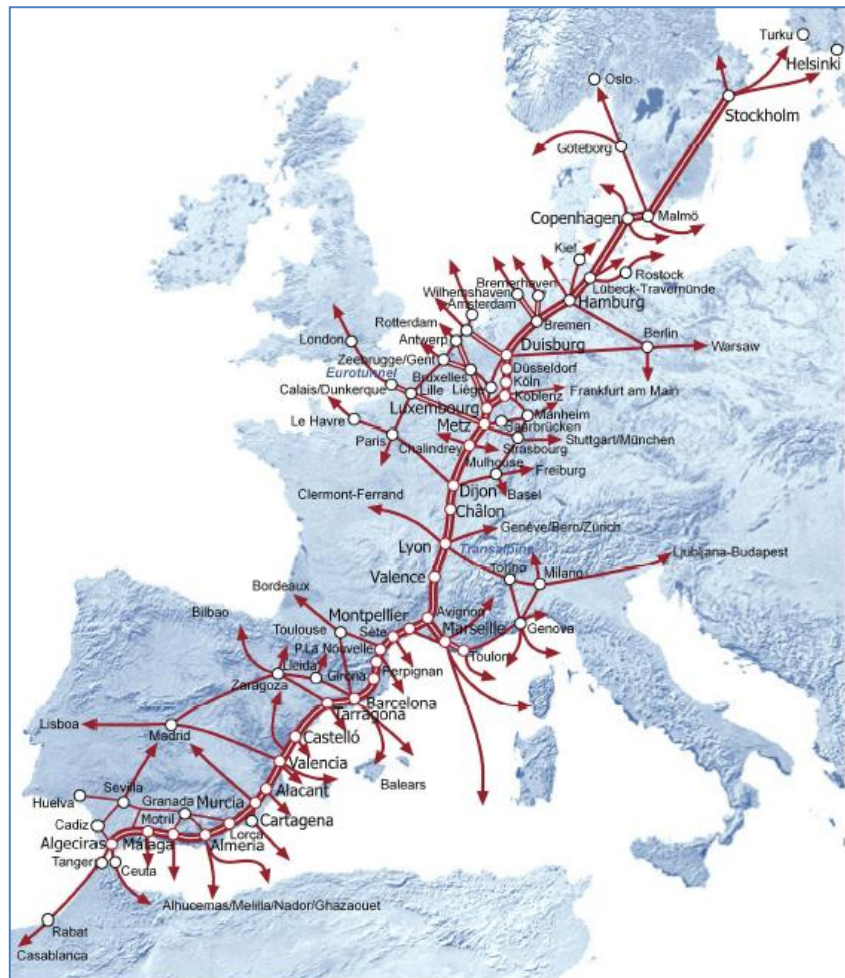 Turku
Helsinki
Oslo
Stockholm
Göteborg
Copenhagen
Malmö
Kiel
Rostock
Lübeck-Travernünde
Bremerhaven
Wilhemshaven
Hamburg
Amsterdam
Rotterdam
Bremen
Berlin
Warsaw
London
Antwerp
Duisburg
Zeebrugge/Gent
Düsseldorf
Eurotunnel
Bruxelles
Köln
Calais/Dunkerque
Lille
Liège
Koblenz
Frankfurt am Main
Luxembourg
Manheim
Le Havre
Metz
Saarbrücken
Paris
Chalindrey
Strasbourg
Stuttgart/München
Mulhouse
Freiburg
Dijon
Basel
Clermont-Ferrand
Châlon
Genève/Bern/Zürich
Lyon
Transalpine
Ljubljana-Budapest
Torino
Milano
Valence
Bordeaux
Bilbao
Montpellier
Avignon
Toulouse
Sète
Marseille
Genova
P.La Nouvelle
Toulon
Lleida
Girona
Perpignan
Zaragoza
Barcelona
Tarragona
Lisboa
Madrid
Castelló
Valencia
Balears
Alacant
Sevilla
Huelva
Granada
Murcia
Cartagena
Cadiz
Motril
Lorca
Algeciras
Málaga
Almeria
Tanger
Ceuta
Alhucemas/Melilla/Nador/Ghazaouet
Rabat
Casablanca